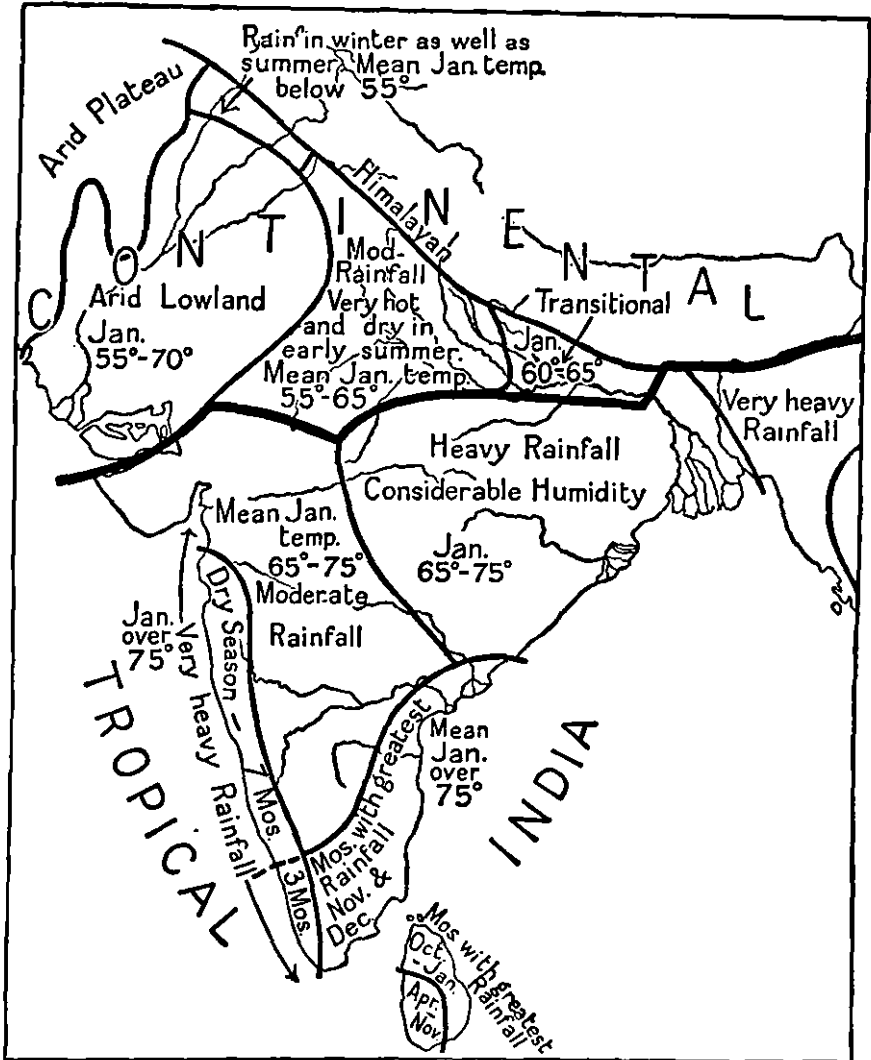 Rain in winter as well as
summer Mean Jan. temp.
below 55°
Arid Plateau
Himalayan
CONTINENTAL
Mod-
Rainfall
Very hot
and dry in
early summer.
Mean Jan. temp.
55°-65°
Arid Lowland
Jan.
55°-70°
Transitional
Jan.
60°-65°
Very heavy
Rainfall
Heavy Rainfall
Considerable Humidity
Jan.
65°-75°
Mean Jan.
temp.
65°-75°
Moderate
Rainfall
Jan.
over
75°
Very heavy Rainfall
Dry Season - 7 Mos.
3 Mos.
TROPICAL
INDIA
Mean
Jan.
over
75°
Mos. with greatest
Rainfall
Nov. &
Dec.
Mos. with greatest
Rainfall
Oct.
-Jan.
Apr.-
Nov.